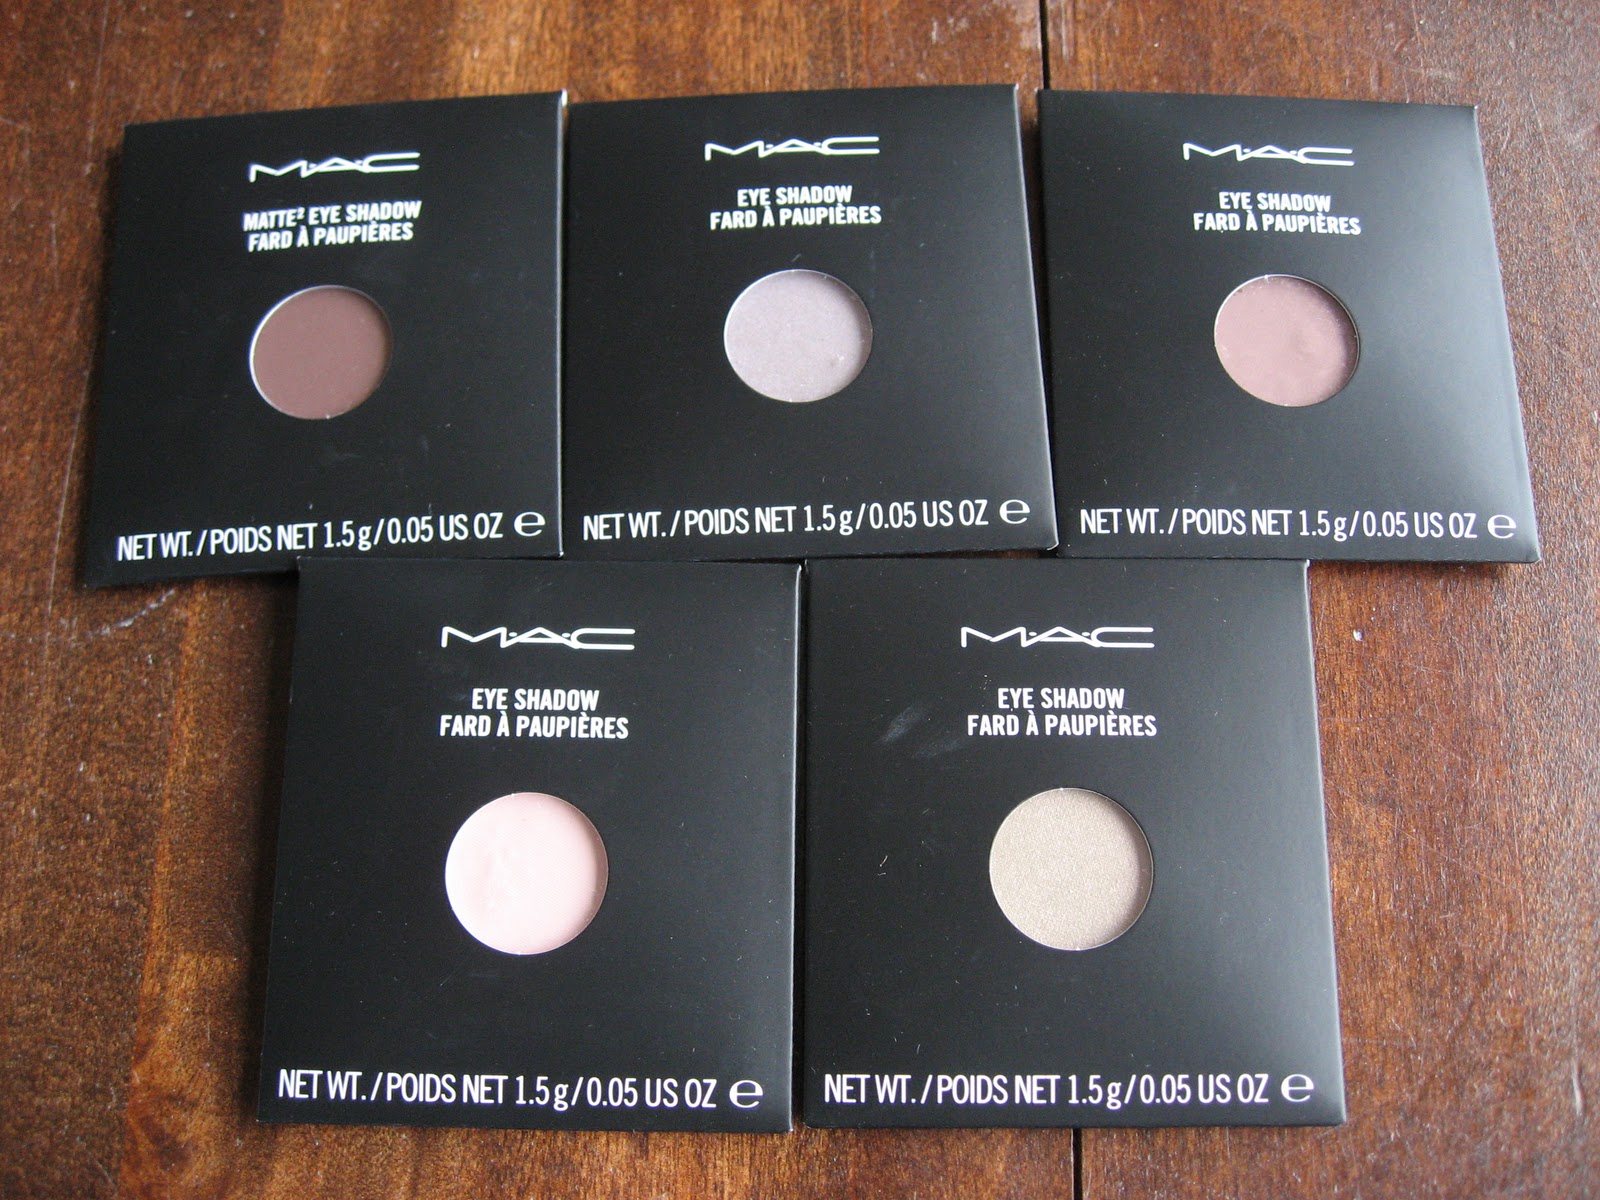 M·A·C
MATTE² EYE SHADOW
FARD À PAUPIÈRES
NET WT./POIDS NET 1.5 g/0.05 US OZ ℮
M·A·C
EYE SHADOW
FARD À PAUPIÈRES
NET WT./POIDS NET 1.5 g/0.05 US OZ ℮
M·A·C
EYE SHADOW
FARD À PAUPIÈRES
NET WT./POIDS NET 1.5 g/0.05 US OZ ℮
M·A·C
EYE SHADOW
FARD À PAUPIÈRES
NET WT./POIDS NET 1.5 g/0.05 US OZ ℮
M·A·C
EYE SHADOW
FARD À PAUPIÈRES
NET WT./POIDS NET 1.5 g/0.05 US OZ ℮